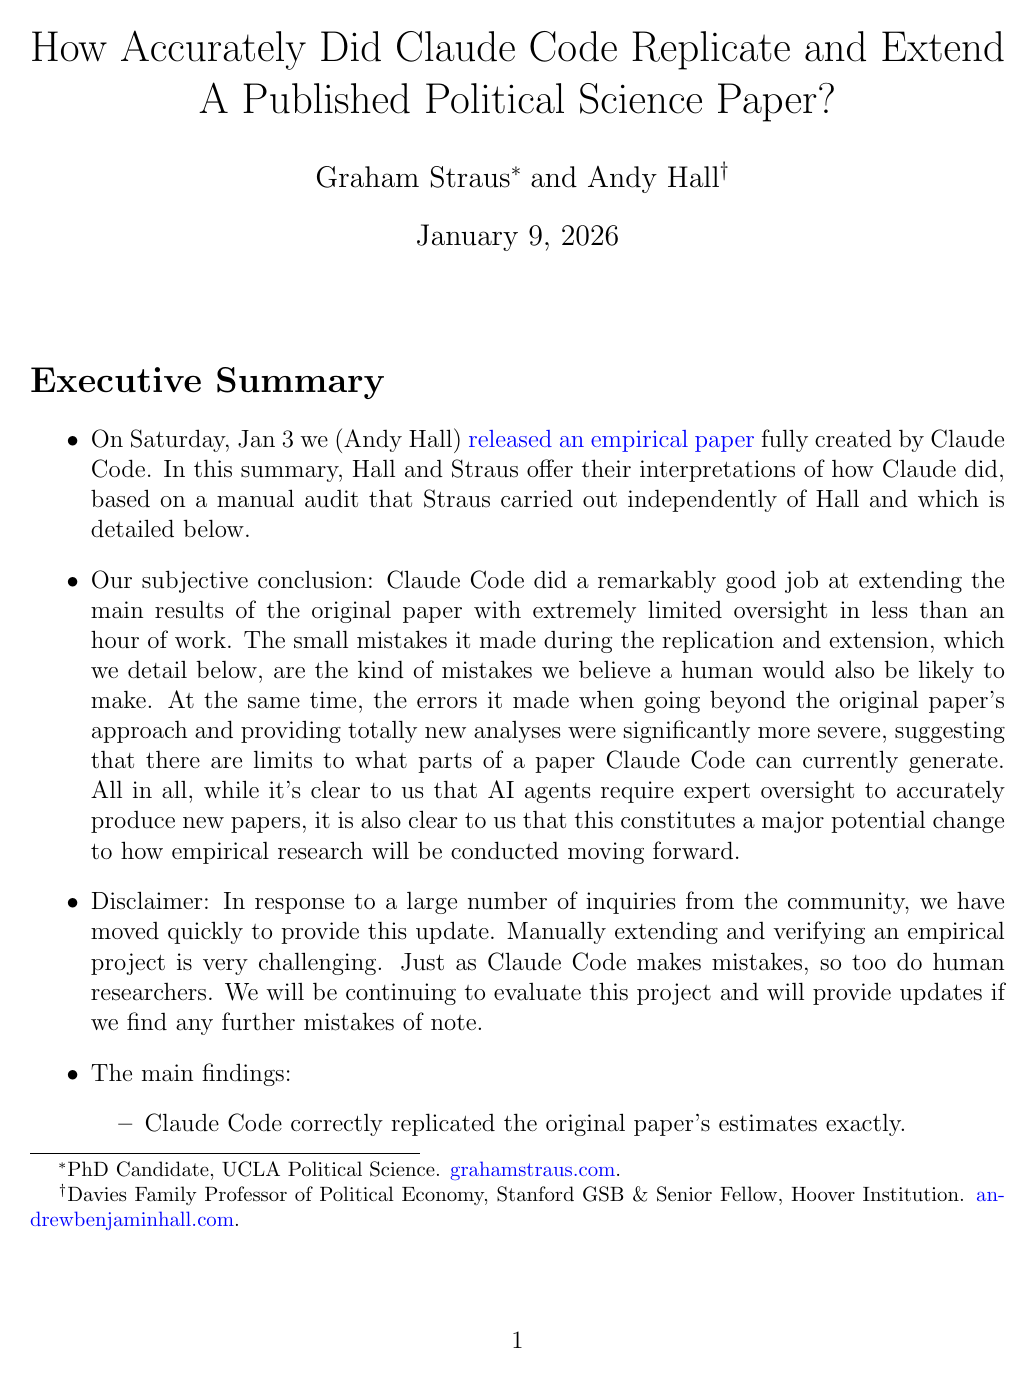 How Accurately Did Claude Code Replicate and Extend
A Published Political Science Paper?
Graham Straus* and Andy Hall†
January 9, 2026
Executive Summary
• On Saturday, Jan 3 we (Andy Hall) released an empirical paper fully created by Claude
Code. In this summary, Hall and Straus offer their interpretations of how Claude did,
based on a manual audit that Straus carried out independently of Hall and which is
detailed below.
• Our subjective conclusion: Claude Code did a remarkably good job at extending the
main results of the original paper with extremely limited oversight in less than an
hour of work. The small mistakes it made during the replication and extension, which
we detail below, are the kind of mistakes we believe a human would also be likely to
make. At the same time, the errors it made when going beyond the original paper's
approach and providing totally new analyses were significantly more severe, suggesting
that there are limits to what parts of a paper Claude Code can currently generate.
All in all, while it's clear to us that AI agents require expert oversight to accurately
produce new papers, it is also clear to us that this constitutes a major potential change
to how empirical research will be conducted moving forward.
• Disclaimer: In response to a large number of inquiries from the community, we have
moved quickly to provide this update. Manually extending and verifying an empirical
project is very challenging. Just as Claude Code makes mistakes, so too do human
researchers. We will be continuing to evaluate this project and will provide updates if
we find any further mistakes of note.
• The main findings:
– Claude Code correctly replicated the original paper's estimates exactly.
*PhD Candidate, UCLA Political Science. grahamstraus.com.
†Davies Family Professor of Political Economy, Stanford GSB & Senior Fellow, Hoover Institution. an-
drewbenjaminhall.com.
1